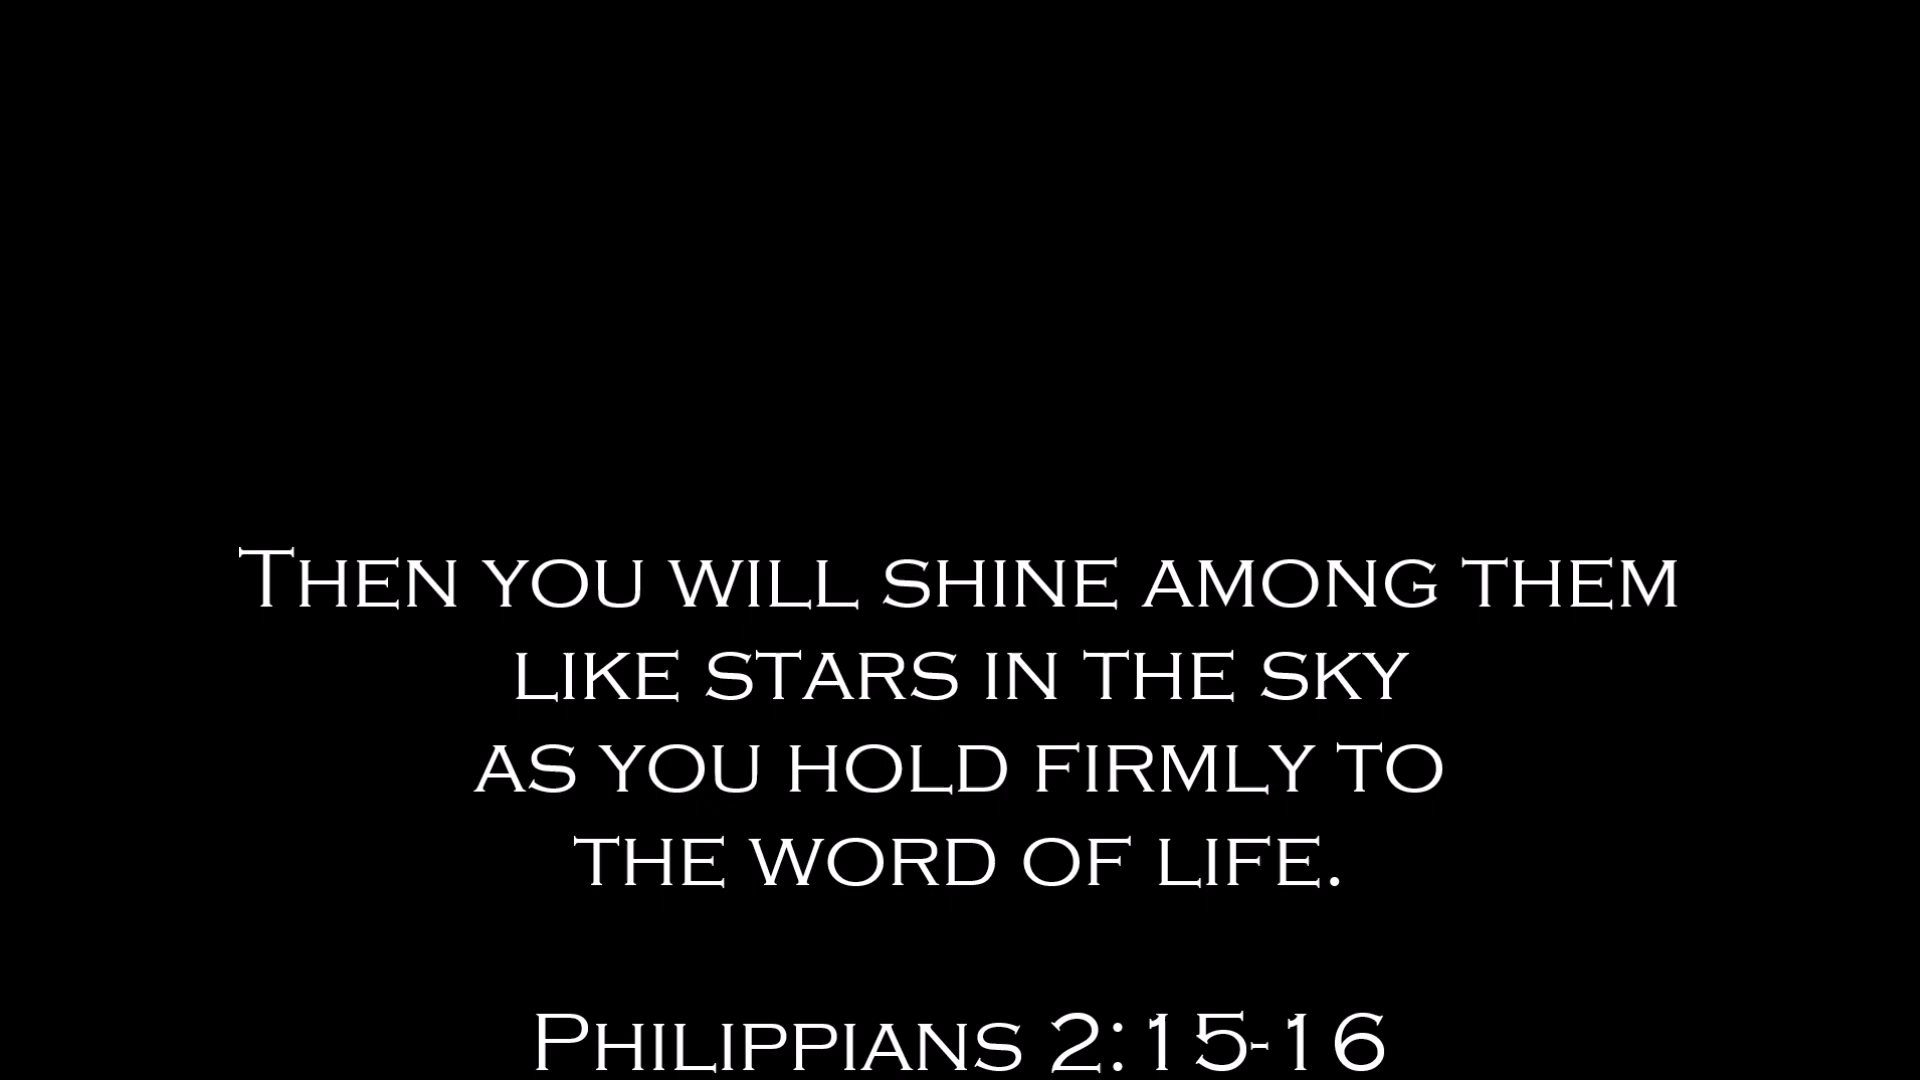 Then you will shine among them
like stars in the sky
as you hold firmly to
the word of life.
Philippians 2:15-16